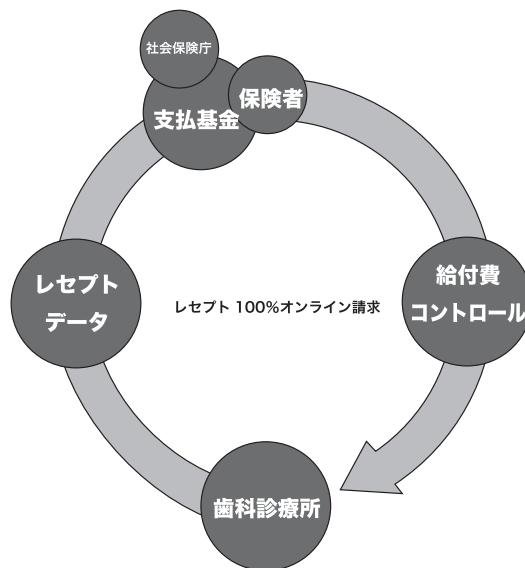 社会保険庁
保険者
支払基金
レセプト
データ
レセプト 100%オンライン請求
給付費
コントロール
歯科診療所